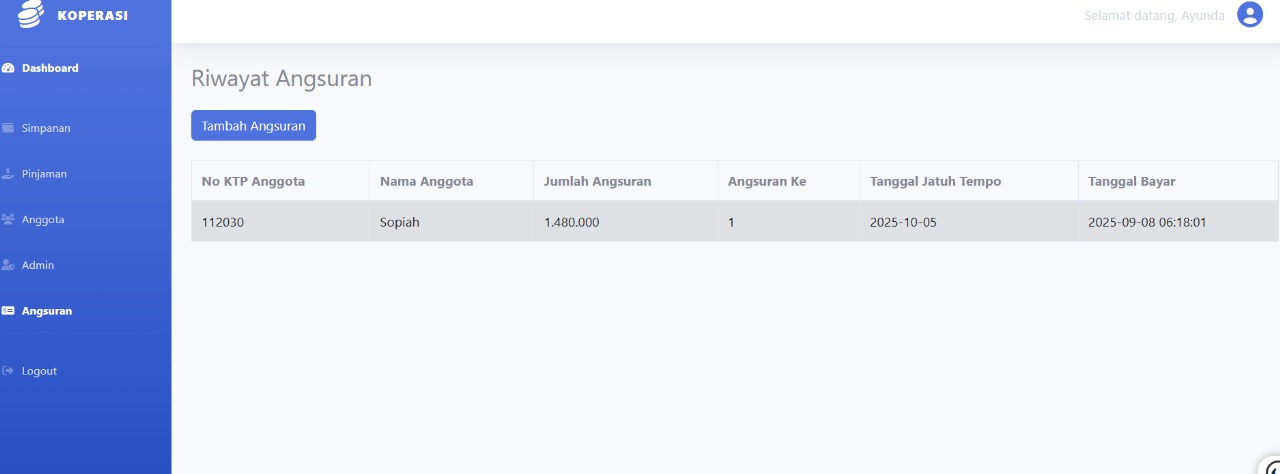 KOPERASI
Selamat datang, Ayunda
Dashboard
Simpanan
Pinjaman
Anggota
Admin
Angsuran
Logout
Riwayat Angsuran
Tambah Angsuran
No KTP Anggota Nama Anggota Jumlah Angsuran Angsuran Ke Tanggal Jatuh Tempo Tanggal Bayar
112030 Sopiah 1.480.000 1 2025-10-05 2025-09-08 06:18:01